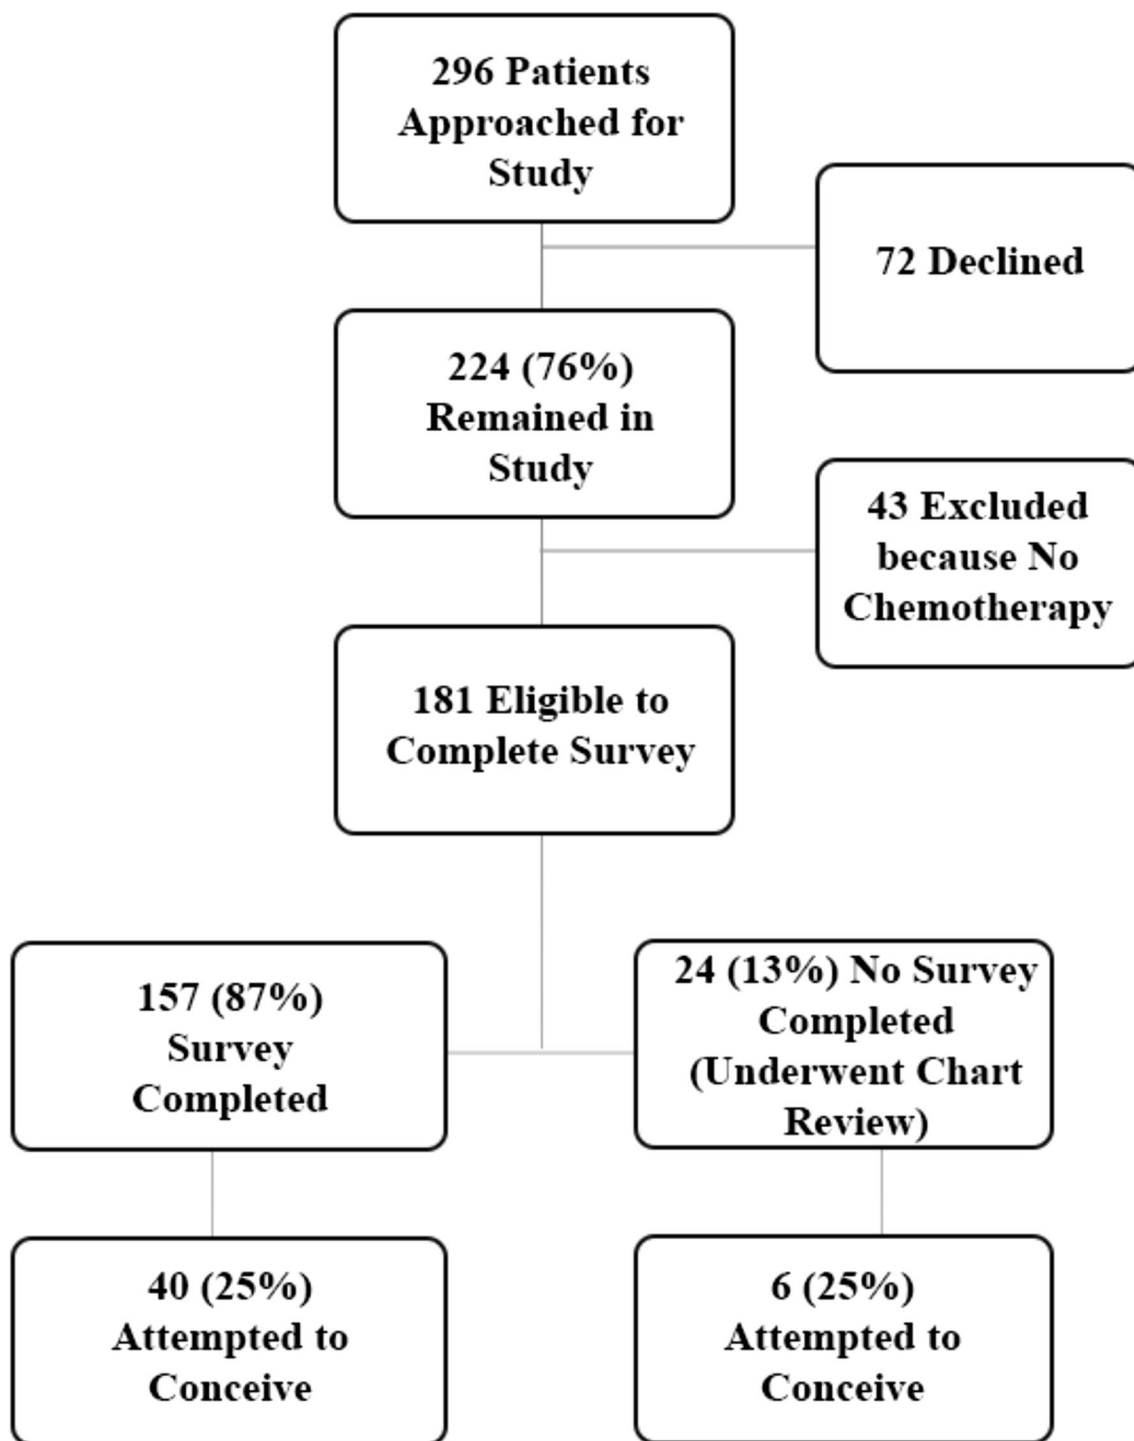 296 Patients
Approached for
Study
72 Declined
224 (76%)
Remained in
Study
43 Excluded
because No
Chemotherapy
181 Eligible to
Complete Survey
157 (87%)
Survey
Completed
24 (13%) No Survey
Completed
(Underwent Chart
Review)
40 (25%)
Attempted to
Conceive
6 (25%)
Attempted to
Conceive